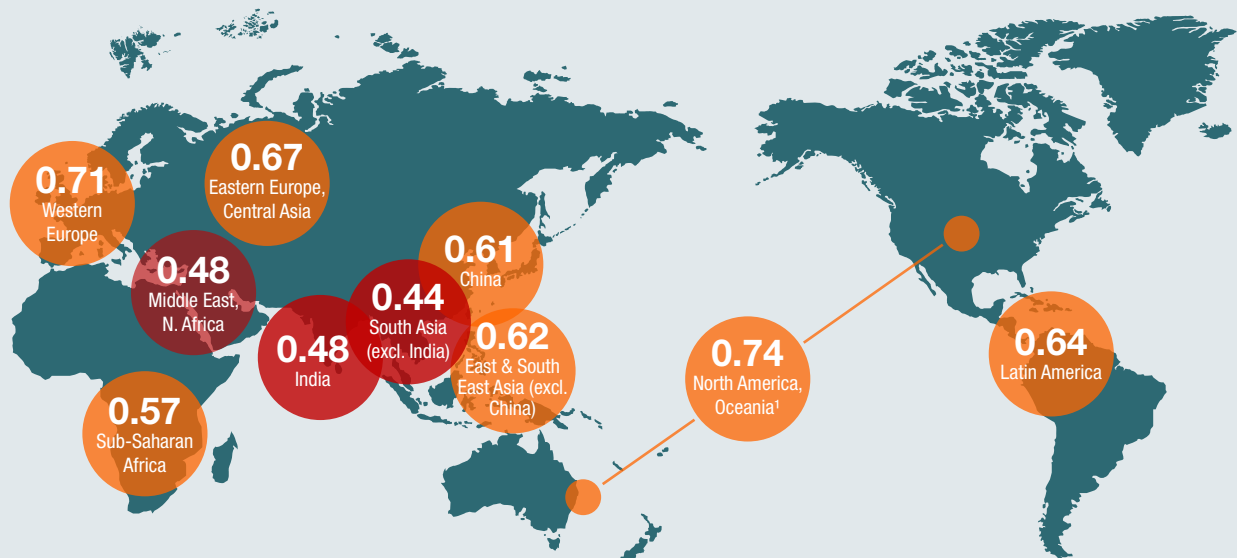 0.71
Western
Europe
0.67
Eastern Europe,
Central Asia
0.48
Middle East,
N. Africa
0.57
Sub-Saharan
Africa
0.48
India
0.44
South Asia
(excl. India)
0.61
China
0.62
East & South
East Asia (excl.
China)
0.74
North America,
Oceania¹
0.64
Latin America